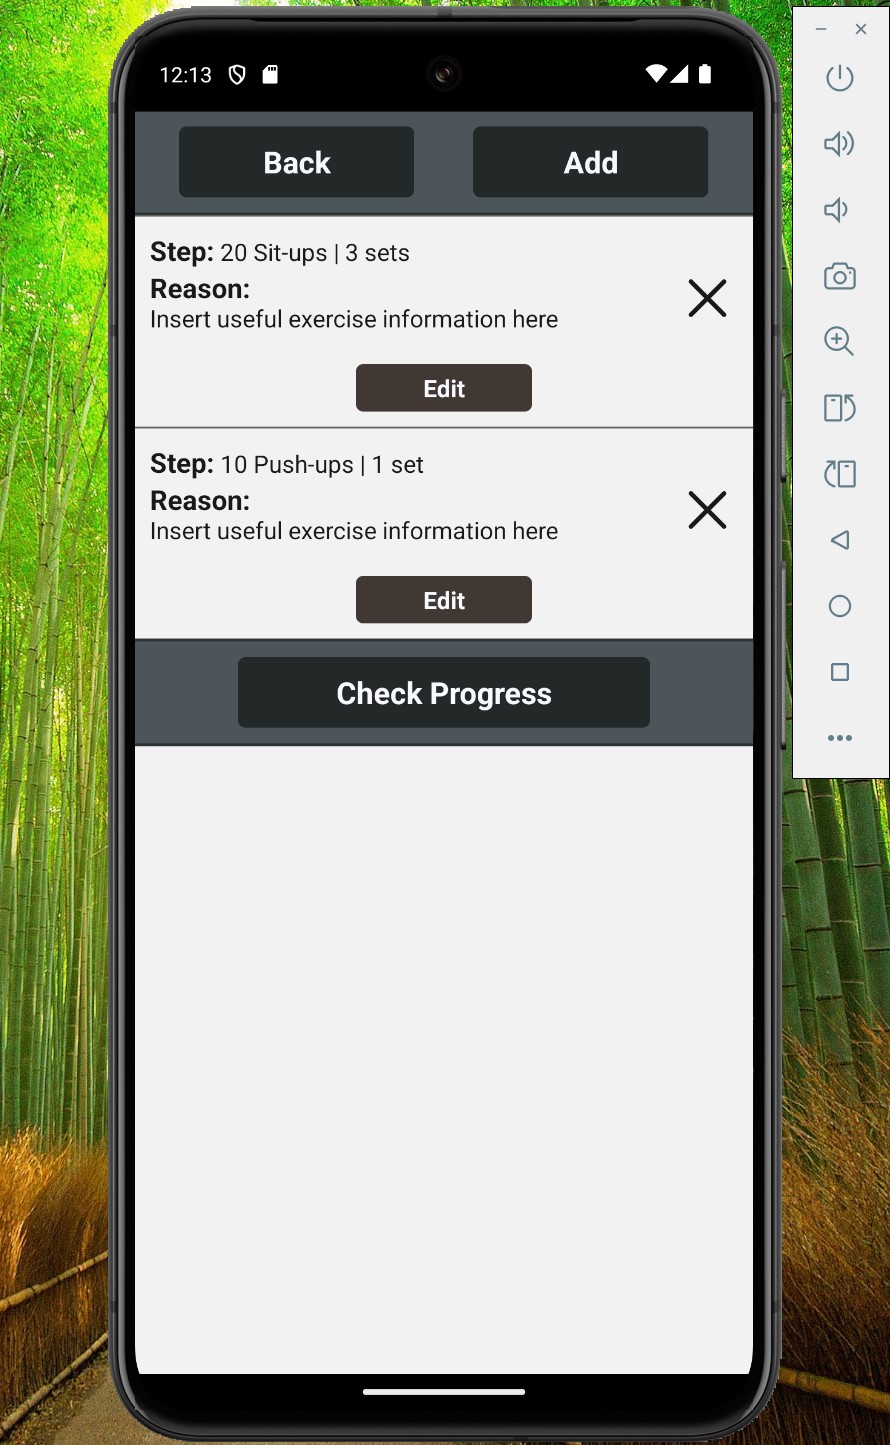 12:13
Back
Add
Step: 20 Sit-ups | 3 sets
Reason:
Insert useful exercise information here
Edit
Step: 10 Push-ups | 1 set
Reason:
Insert useful exercise information here
Edit
Check Progress